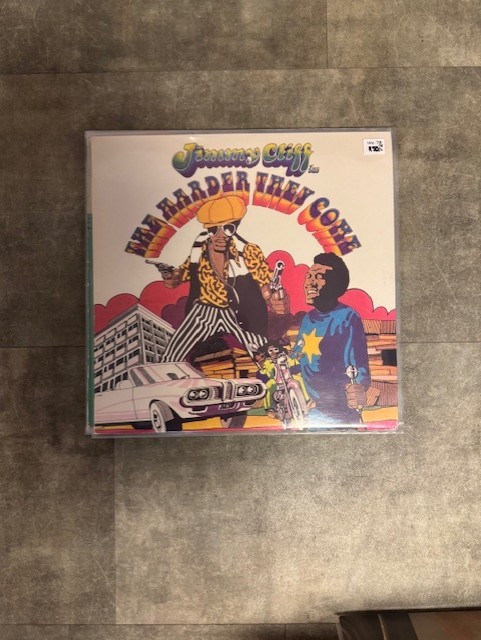 Jimmy Cliff
in
THE HARDER THEY COME